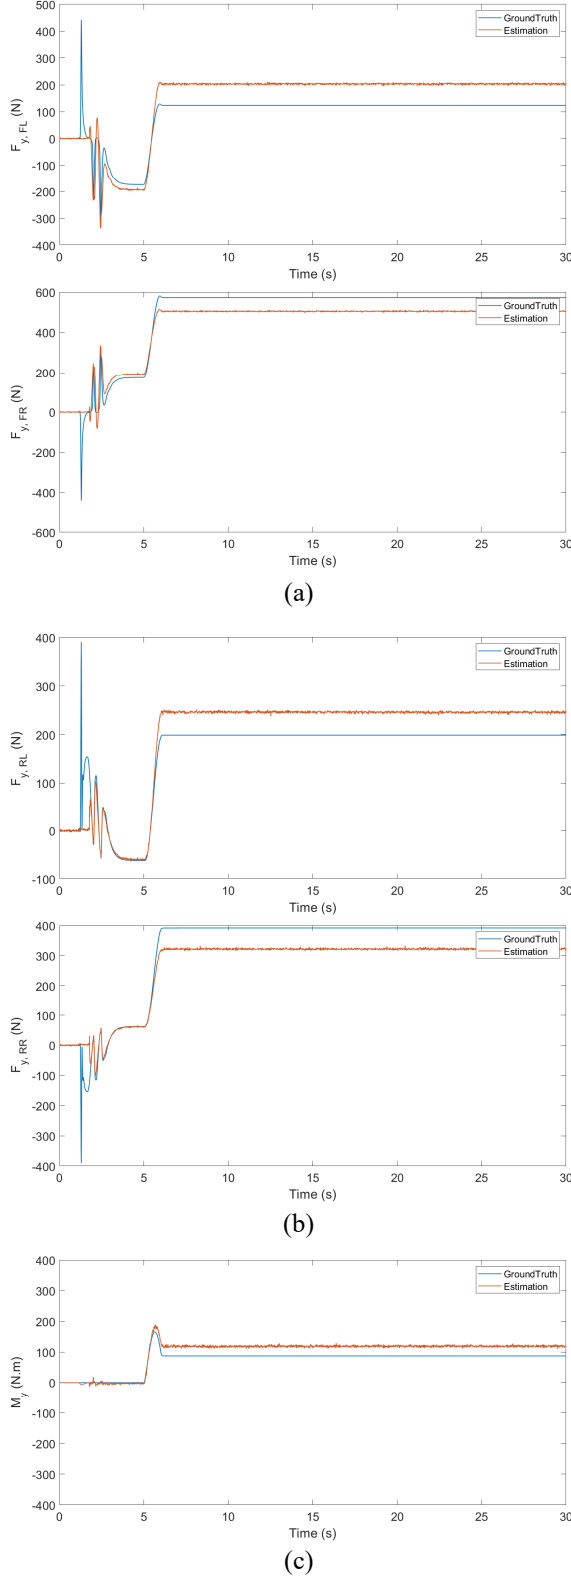 500
400
300
200
100
0
-100
-200
-300
-400
F_y, FL (N)
GroundTruth
Estimation
0 5 10 15 20 25 30
Time (s)
600
400
200
0
-200
-400
-600
F_y, FR (N)
GroundTruth
Estimation
0 5 10 15 20 25 30
Time (s)
(a)
400
300
200
100
0
-100
F_y, RL (N)
GroundTruth
Estimation
0 5 10 15 20 25 30
Time (s)
400
300
200
100
0
-100
-200
-300
-400
F_y, RR (N)
GroundTruth
Estimation
0 5 10 15 20 25 30
Time (s)
(b)
400
300
200
100
0
-100
-200
-300
-400
M_y (N.m)
GroundTruth
Estimation
0 5 10 15 20 25 30
Time (s)
(c)